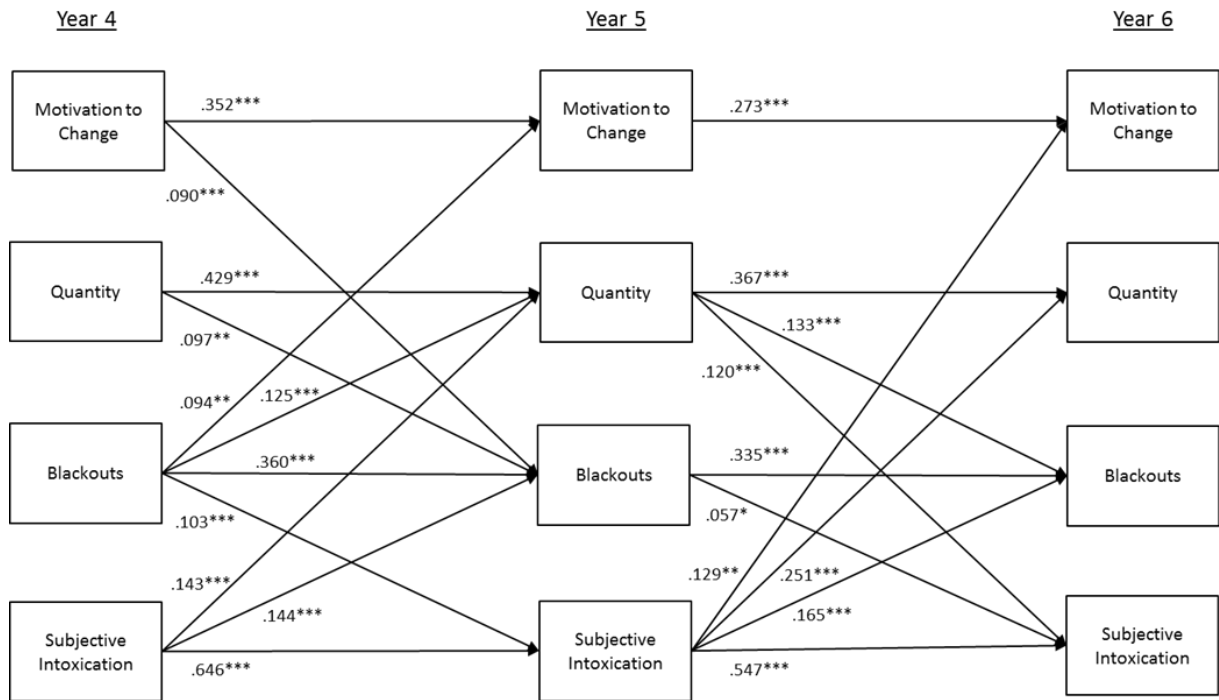 Year 4
Year 5
Year 6
Motivation to
Change
.352***
Motivation to
Change
.273***
Motivation to
Change
.090***
Quantity
.429***
Quantity
.367***
Quantity
.097**
.133***
.094**
.125***
.120***
Blackouts
.360***
Blackouts
.335***
Blackouts
.103***
.057*
.143***
.144***
.129**
.251***
.165***
Subjective
Intoxication
.646***
Subjective
Intoxication
.547***
Subjective
Intoxication